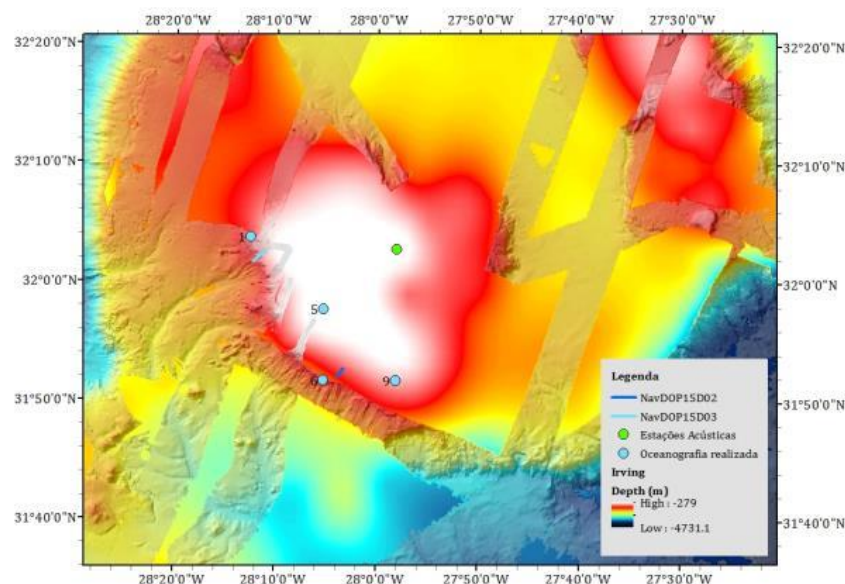 28°20'0"W 28°10'0"W 28°0'0"W 27°50'0"W 27°40'0"W 27°30'0"W
32°20'0"N 32°20'0"N
32°10'0"N 32°10'0"N
1
32°0'0"N 32°0'0"N
5
6 9
31°50'0"N 31°50'0"N
31°40'0"N 31°40'0"N
Legenda
NavDOP15D02
NavDOP15D03
Estações Acústicas
Oceanografia realizada
Irving
Depth (m)
High : -279
Low : -4731.1
28°20'0"W 28°10'0"W 28°0'0"W 27°50'0"W 27°40'0"W 27°30'0"W